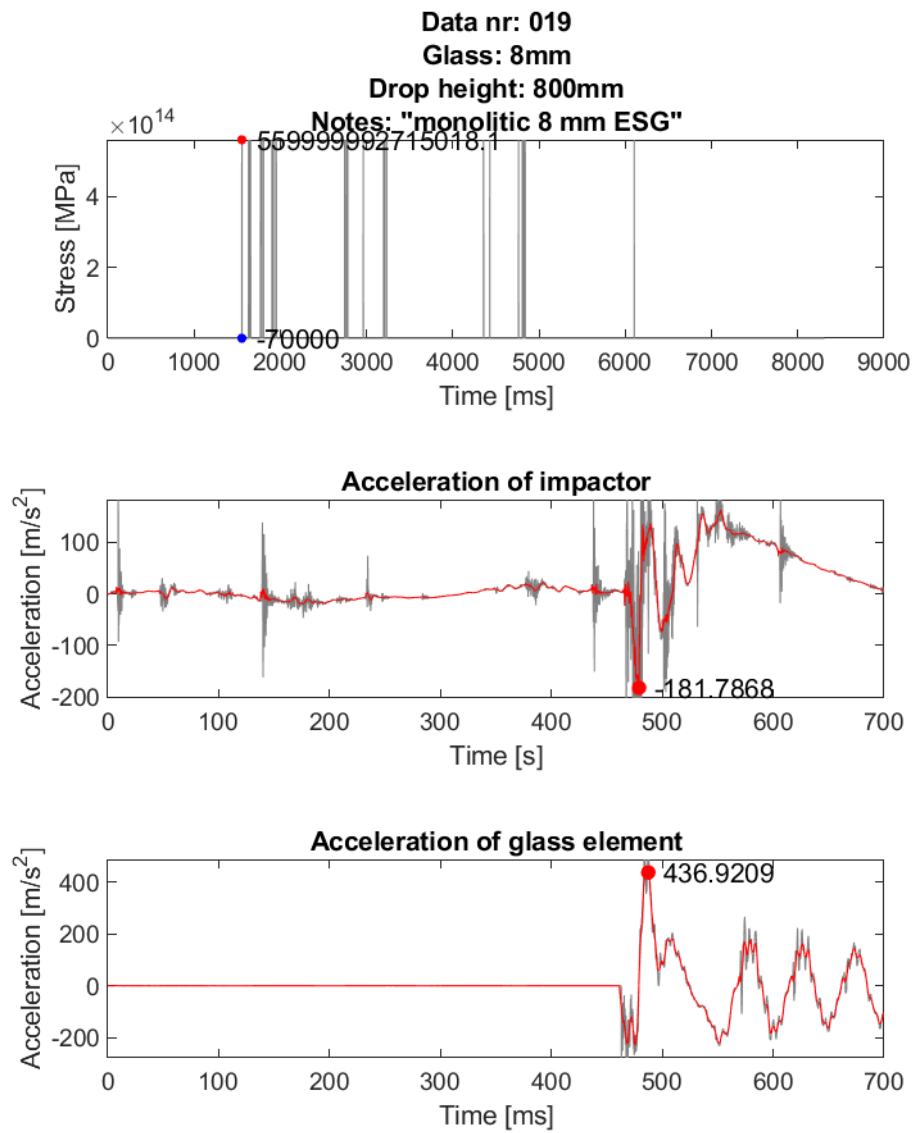 Data nr: 019
Glass: 8mm
Drop height: 800mm
Notes: "monolitic 8 mm ESG"
×10^14
559999992715018.1
4
2
0
-70000
Stress [MPa]
0 1000 2000 3000 4000 5000 6000 7000 8000 9000
Time [ms]
Acceleration of impactor
100
0
-100
-200
-181.7868
Acceleration [m/s²]
0 100 200 300 400 500 600 700
Time [s]
Acceleration of glass element
400
200
0
-200
436.9209
Acceleration [m/s²]
0 100 200 300 400 500 600 700
Time [ms]